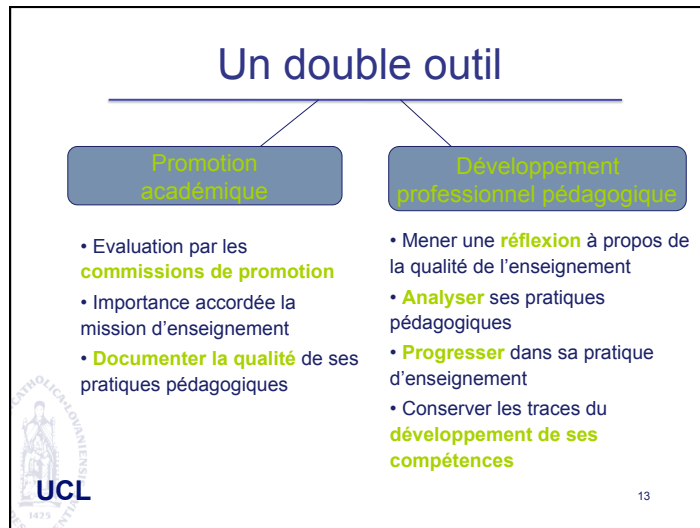 Un double outil
Promotion
académique
• Evaluation par les
commissions de promotion
• Importance accordée la
mission d’enseignement
• Documenter la qualité de ses
pratiques pédagogiques
Développement
professionnel pédagogique
• Mener une réflexion à propos de
la qualité de l’enseignement
• Analyser ses pratiques
pédagogiques
• Progresser dans sa pratique
d’enseignement
• Conserver les traces du
développement de ses
compétences
UCL
1425
13